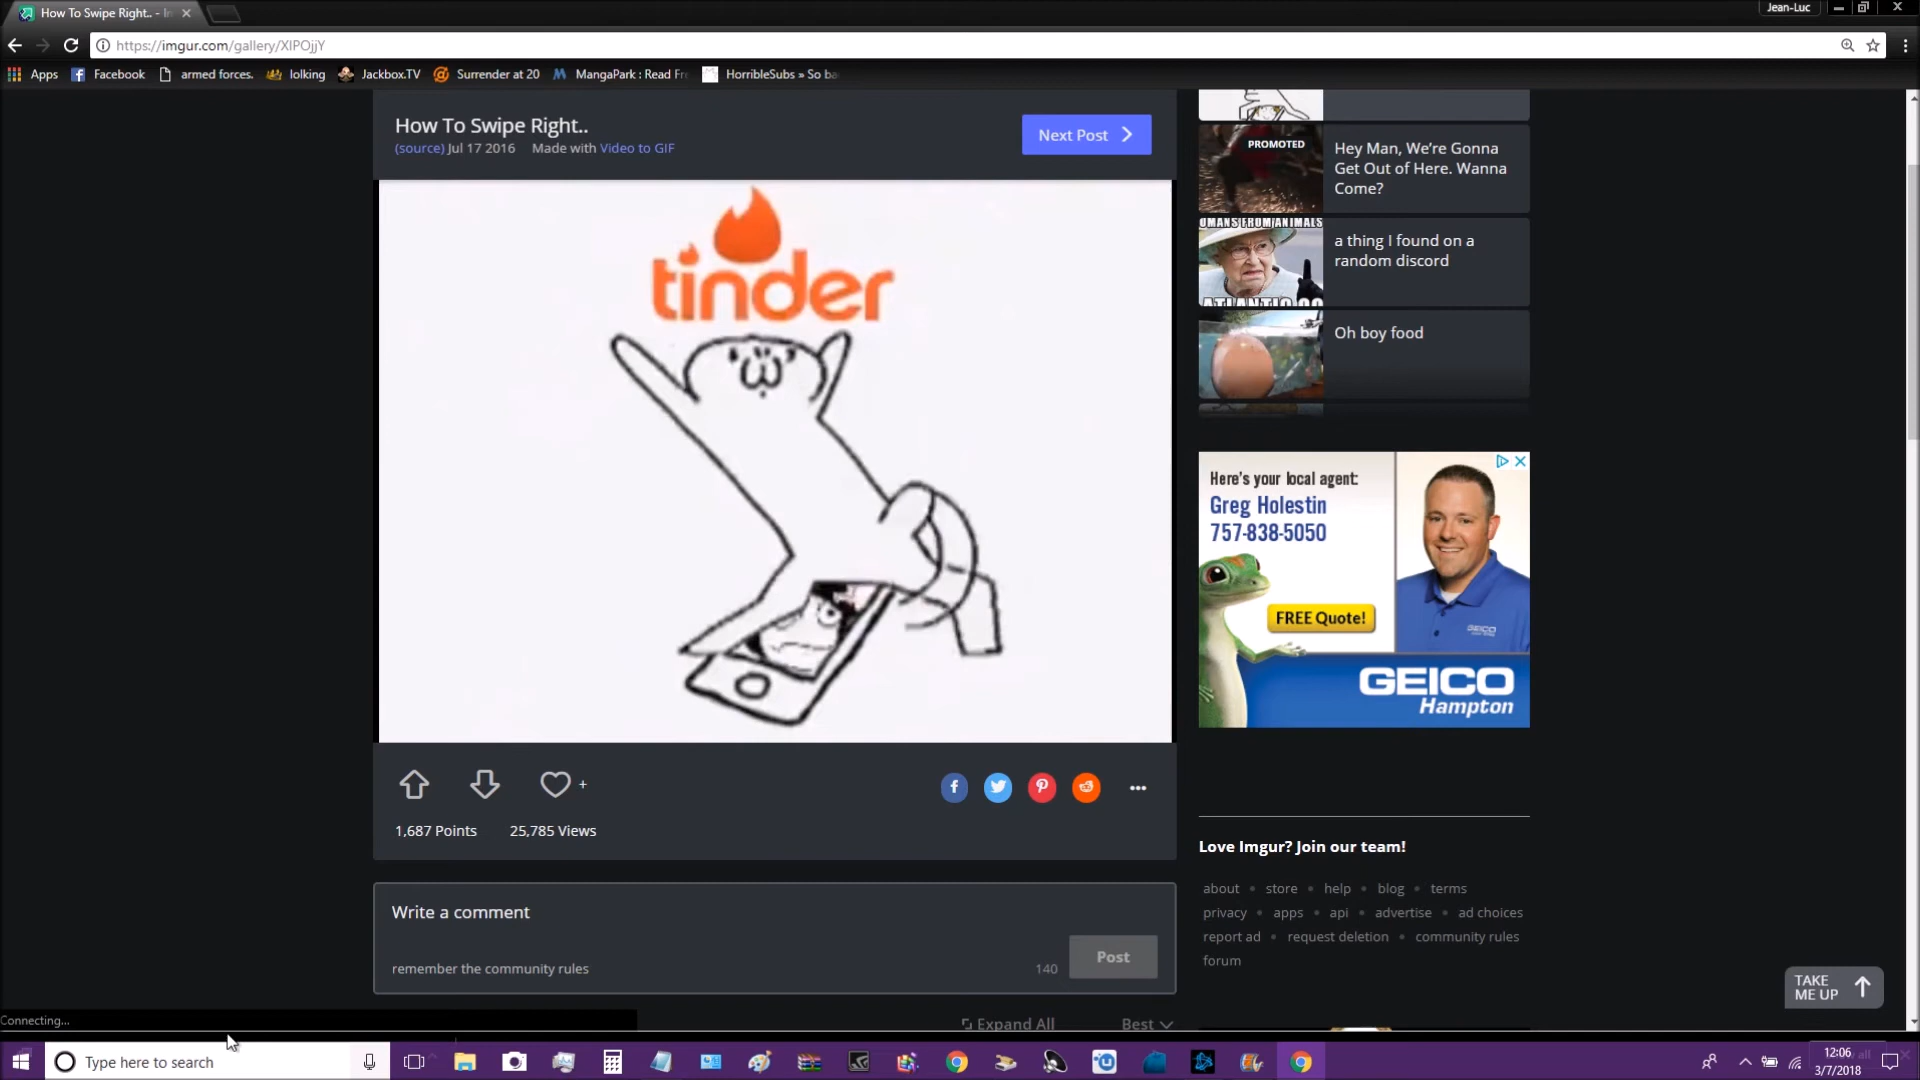 How To Swipe Right.. - I
Jean-Luc
https://imgur.com/gallery/XIPOjjY
Apps
Facebook
armed forces.
lolking
Jackbox.TV
Surrender at 20
MangaPark : Read Fr
HorribleSubs » So ba
How To Swipe Right..
(source) Jul 17 2016 Made with Video to GIF
Next Post
tinder
1,687 Points
25,785 Views
Write a comment
remember the community rules
140
Post
Expand All
Best
PROMOTED
Hey Man, We’re Gonna
Get Out of Here. Wanna
Come?
OMANS FROM ANIMALS
a thing I found on a
random discord
Oh boy food
Here's your local agent:
Greg Holestin
757-838-5050
FREE Quote!
GEICO
GEICO
Hampton
Love Imgur? Join our team!
about • store • help • blog • terms
privacy • apps • api • advertise • ad choices
report ad • request deletion • community rules
forum
TAKE
ME UP
Connecting...
Type here to search
12:06
3/7/2018